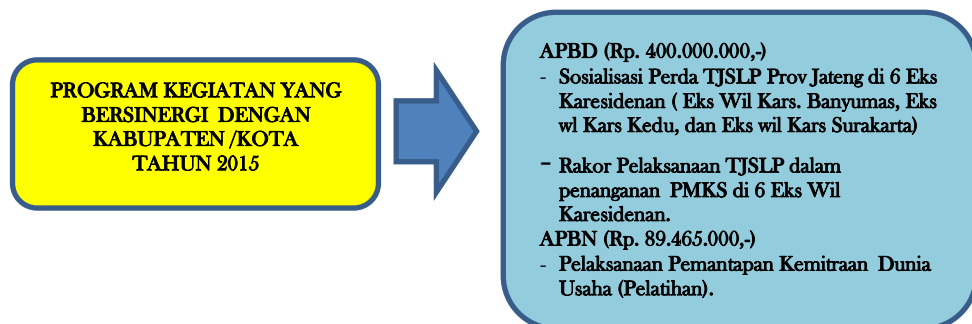 PROGRAM KEGIATAN YANG
BERSINERGI DENGAN
KABUPATEN /KOTA
TAHUN 2015
APBD (Rp. 400.000.000,-)
- Sosialisasi Perda TJSLP Prov Jateng di 6 Eks
Karesidenan ( Eks Wil Kars. Banyumas, Eks
wl Kars Kedu, dan Eks wil Kars Surakarta)
- Rakor Pelaksanaan TJSLP dalam
penanganan PMKS di 6 Eks Wil
Karesidenan.
APBN (Rp. 89.465.000,-)
- Pelaksanaan Pemantapan Kemitraan Dunia
Usaha (Pelatihan).